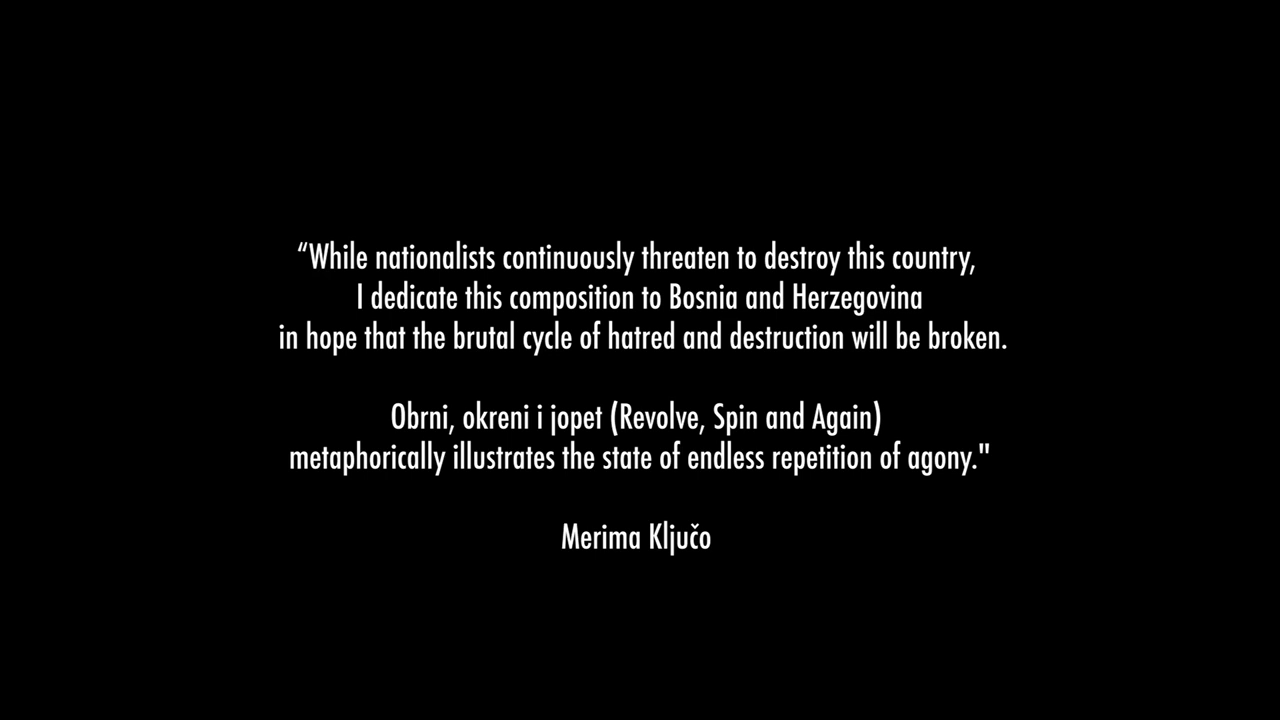 “While nationalists continuously threaten to destroy this country,
I dedicate this composition to Bosnia and Herzegovina
in hope that the brutal cycle of hatred and destruction will be broken.
Obrni, okreni i jopet (Revolve, Spin and Again)
metaphorically illustrates the state of endless repetition of agony."
Merima Ključo